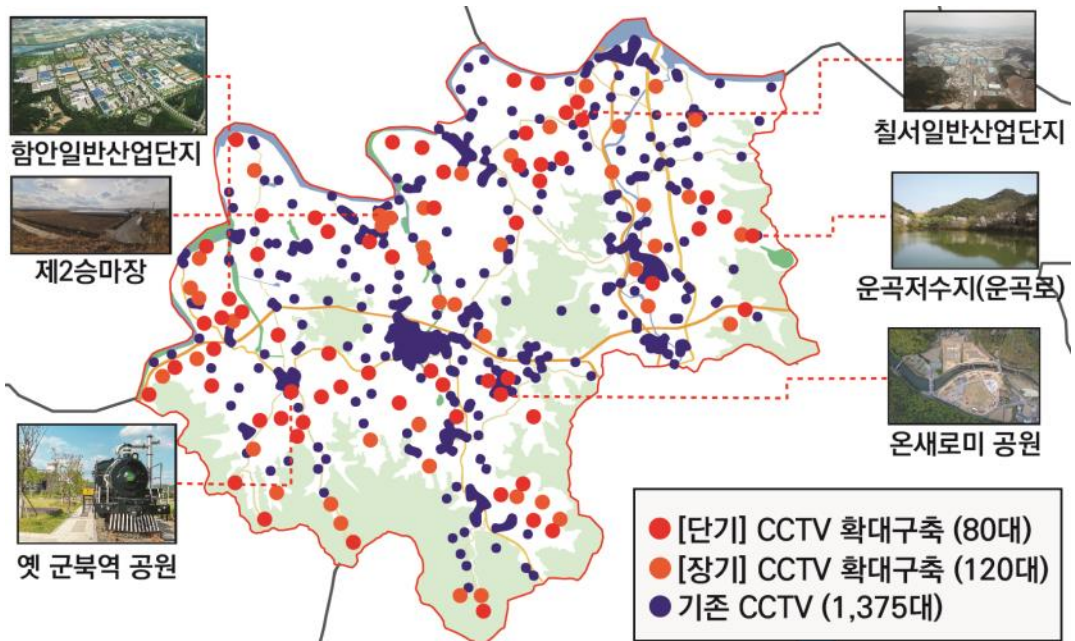 함안일반산업단지
칠서일반산업단지
제2승마장
운곡저수지(운곡로)
온새로미 공원
옛 군북역 공원
[단기] CCTV 확대구축 (80대)
[장기] CCTV 확대구축 (120대)
기존 CCTV (1,375대)